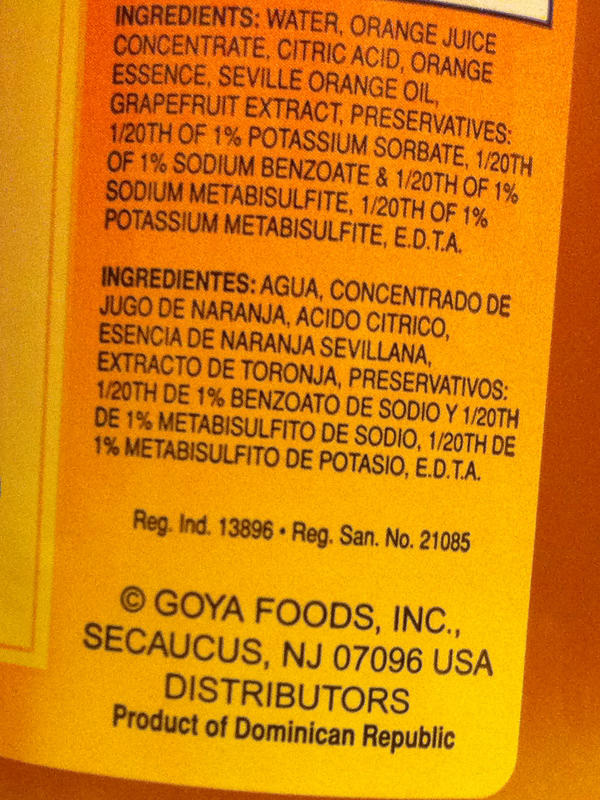 INGREDIENTS: WATER, ORANGE JUICE
CONCENTRATE, CITRIC ACID, ORANGE
ESSENCE, SEVILLE ORANGE OIL,
GRAPEFRUIT EXTRACT, PRESERVATIVES:
1/20TH OF 1% POTASSIUM SORBATE, 1/20TH
OF 1% SODIUM BENZOATE & 1/20TH OF 1%
SODIUM METABISULFITE, 1/20TH OF 1%
POTASSIUM METABISULFITE, E.D.T.A.
INGREDIENTES: AGUA, CONCENTRADO DE
JUGO DE NARANJA, ACIDO CITRICO,
ESENCIA DE NARANJA SEVILLANA,
EXTRACTO DE TORONJA, PRESERVATIVOS:
1/20TH DE 1% BENZOATO DE SODIO Y 1/20TH
DE 1% METABISULFITO DE SODIO, 1/20TH DE
1% METABISULFITO DE POTASIO, E.D.T.A.
Reg. Ind. 13896 • Reg. San. No. 21085
© GOYA FOODS, INC.,
SECAUCUS, NJ 07096 USA
DISTRIBUTORS
Product of Dominican Republic